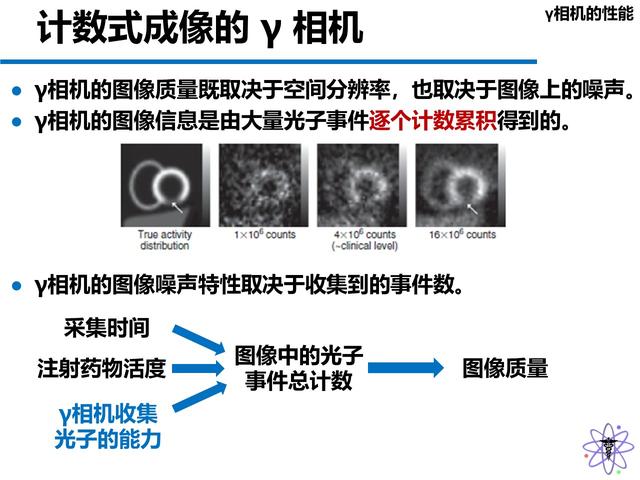 计数式成像的 γ 相机
γ相机的性能
γ相机的图像质量既取决于空间分辨率，也取决于图像上的噪声。
γ相机的图像信息是由大量光子事件逐个计数累积得到的。
True activity
distribution
1×10⁶ counts
4×10⁶ counts
(~clinical level)
16×10⁶ counts
γ相机的图像噪声特性取决于收集到的事件数。
采集时间
注射药物活度
γ相机收集
光子的能力
图像中的光子
事件总计数
图像质量